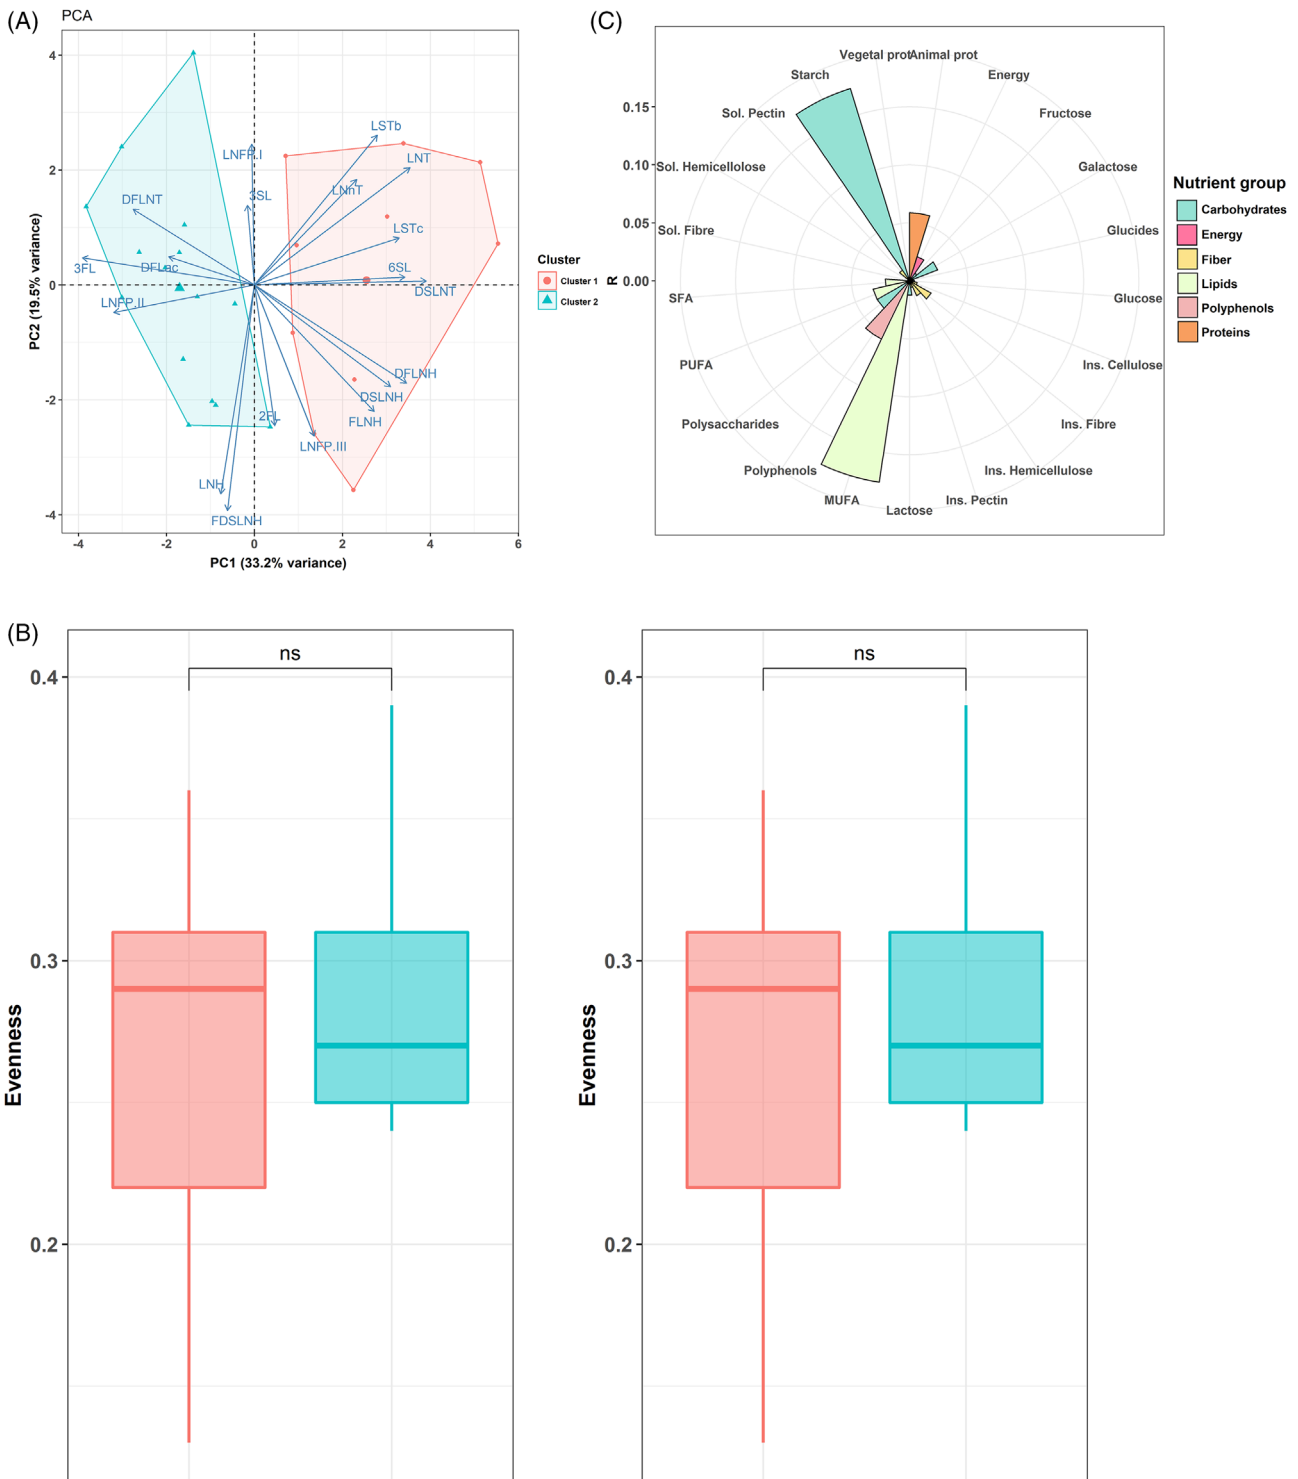 (A)
PCA
4
2
0
-2
-4
-4
-2
0
2
4
6
PC2 (19.5% variance)
PC1 (33.2% variance)
LSTb
LNT
LNFP.I
LNnT
DFLNT
3SL
LSTc
3FL
DFLac
6SL
DSLNT
LNFP.II
DFLNH
DSLNH
FLNH
2FL
LNFP.III
LNH
FDSLNH
Cluster
Cluster 1
Cluster 2
(C)
Vegetal prot
Animal prot
Starch
Energy
Sol. Pectin
Fructose
Sol. Hemicellolose
Galactose
Sol. Fibre
Glucides
SFA
Glucose
PUFA
Ins. Cellulose
Polysaccharides
Ins. Fibre
Polyphenols
Ins. Hemicellulose
MUFA
Ins. Pectin
Lactose
0.15
0.10
0.05
0.00
R
Nutrient group
Carbohydrates
Energy
Fiber
Lipids
Polyphenols
Proteins
(B)
ns
0.4
0.3
0.2
Evenness
ns
0.4
0.3
0.2
Evenness